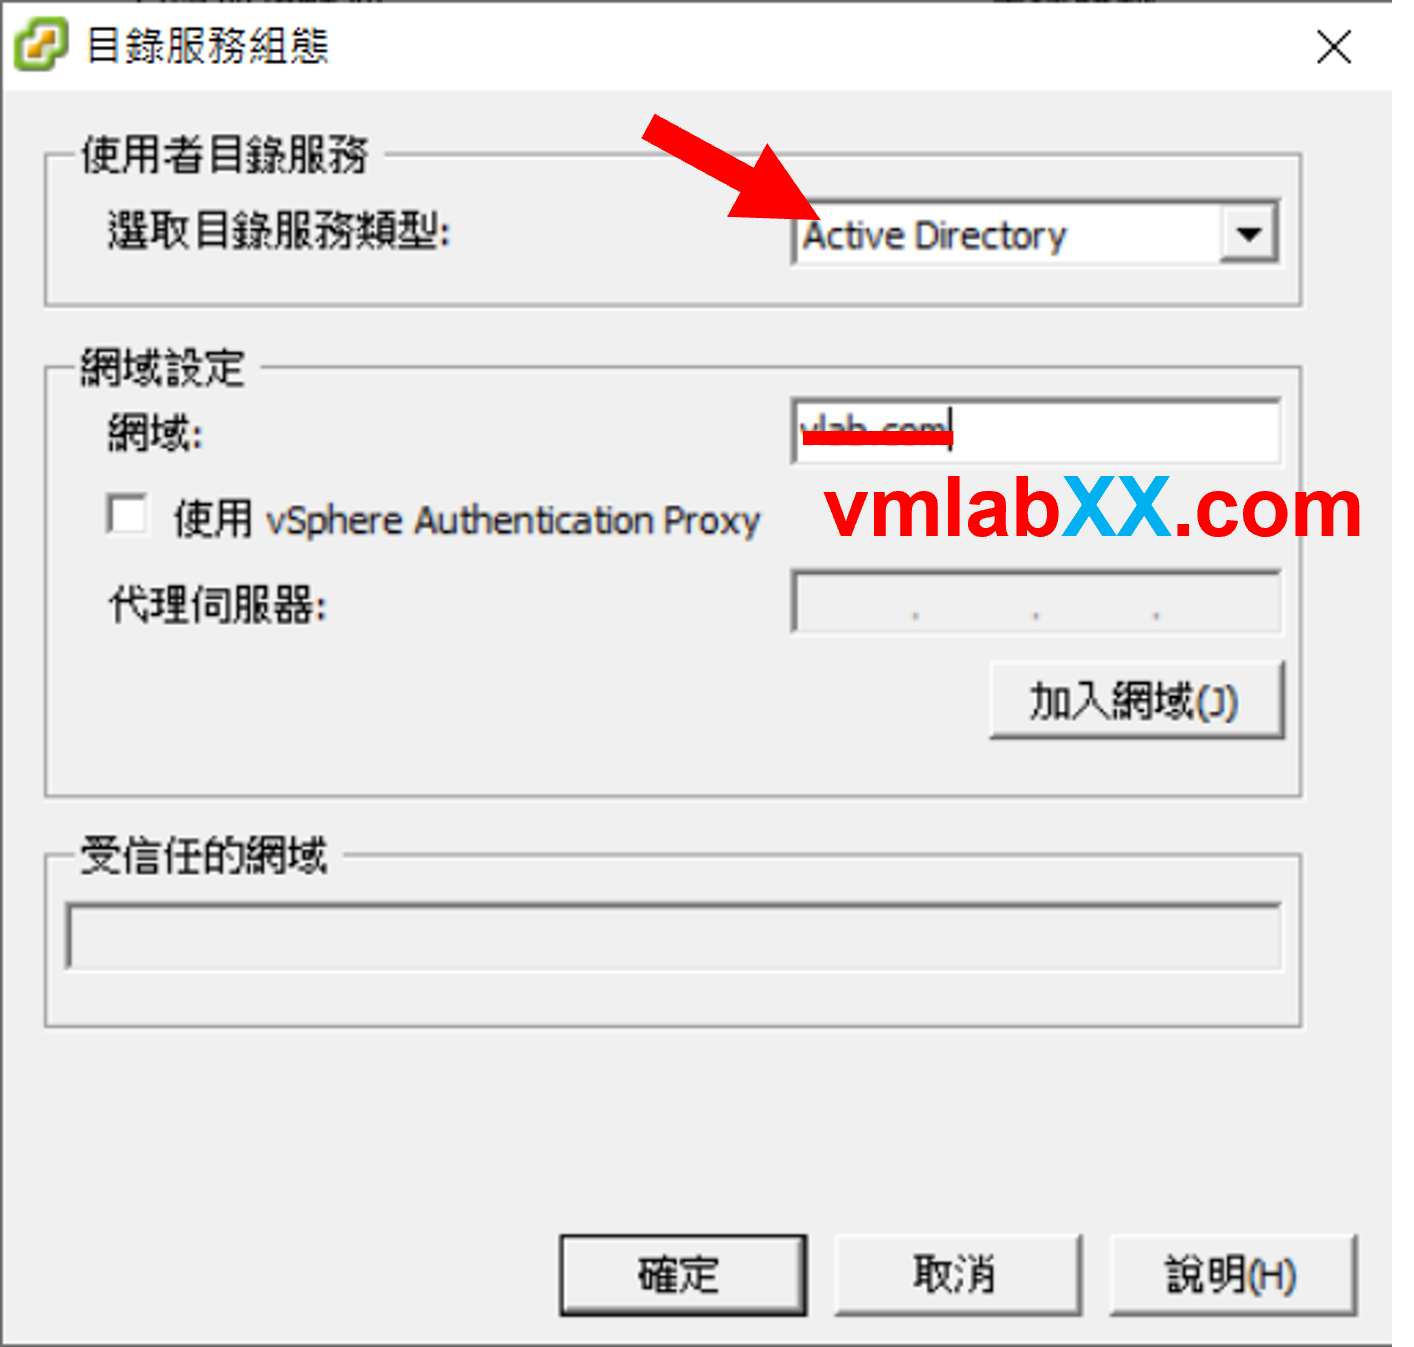 目錄服務組態
使用者目錄服務
選取目錄服務類型:
Active Directory
網域設定
網域:
vlab.com
vmlabXX.com
使用 vSphere Authentication Proxy
代理伺服器:
. . .
加入網域(J)
受信任的網域
確定
取消
說明(H)